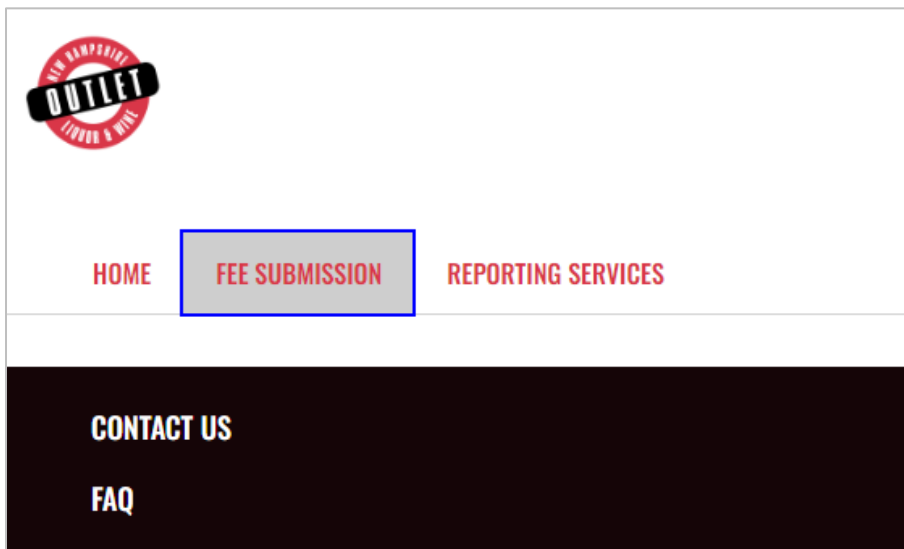 NEW HAMPSHIRE
OUTLET
LIQUOR & WINE
HOME FEE SUBMISSION REPORTING SERVICES
CONTACT US
FAQ